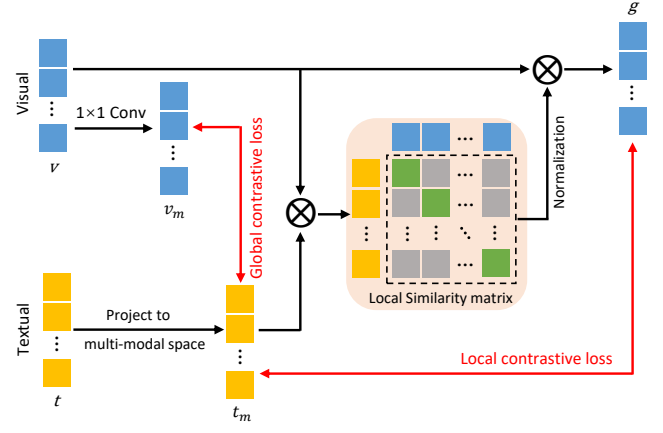 g
Visual
1×1 Conv
v
v_m
Global contrastive loss
Normalization
Local Similarity matrix
Textual
Project to
multi-modal space
t
t_m
Local contrastive loss